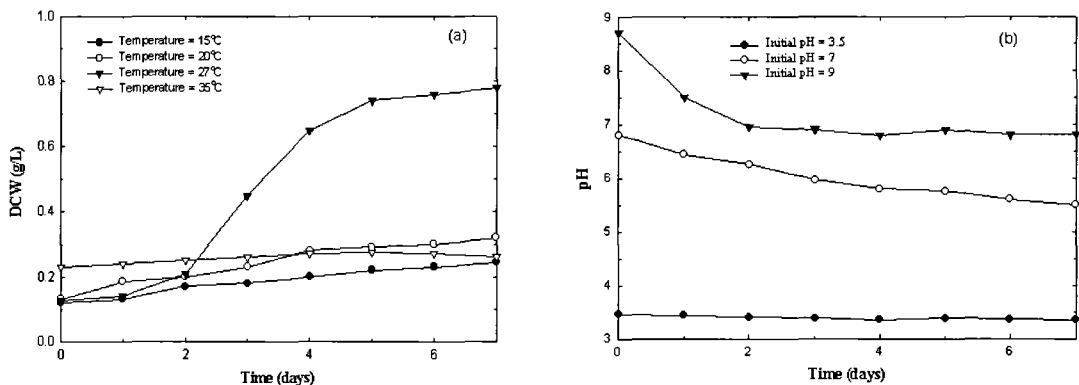 (a)
Temperature = 15℃
Temperature = 20℃
Temperature = 27℃
Temperature = 35℃
1.0
0.8
0.6
0.4
0.2
0.0
DCW (g/L)
0
2
4
6
Time (days)
(b)
Initial pH = 3.5
Initial pH = 7
Initial pH = 9
9
8
7
6
5
4
3
pH
0
2
4
6
Time (days)